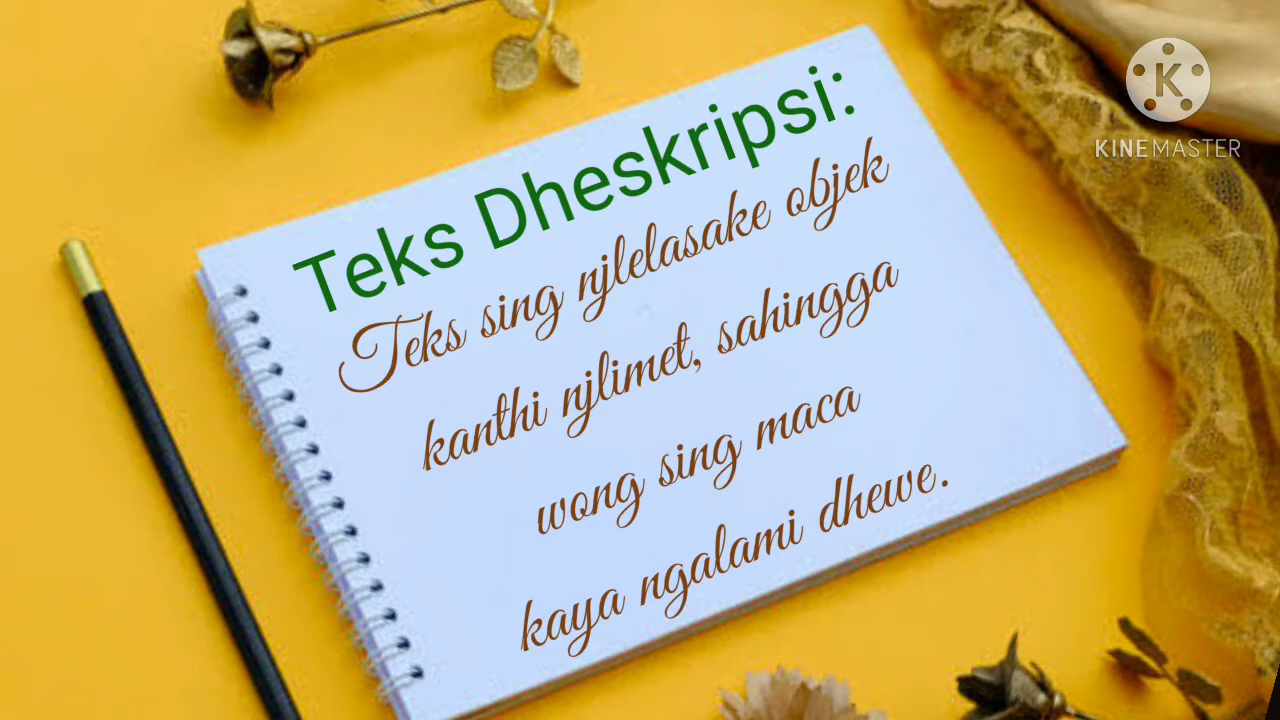 Teks Dheskripsi:
Teks sing njlelasake objek
kanthi njlimet, sahingga
wong sing maca
kaya ngalami dhewe.
K
KINEMASTER